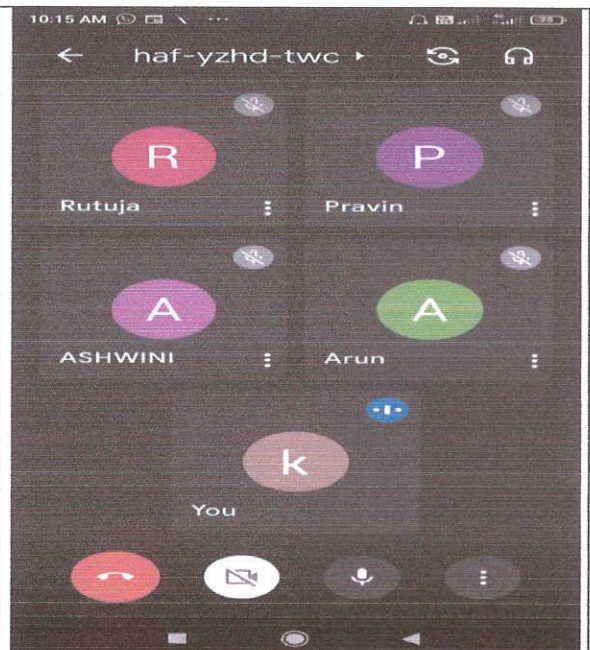 10:15 AM
haf-yzhd-twc
R
P
Rutuja
Pravin
A
A
ASHWINI
Arun
k
You